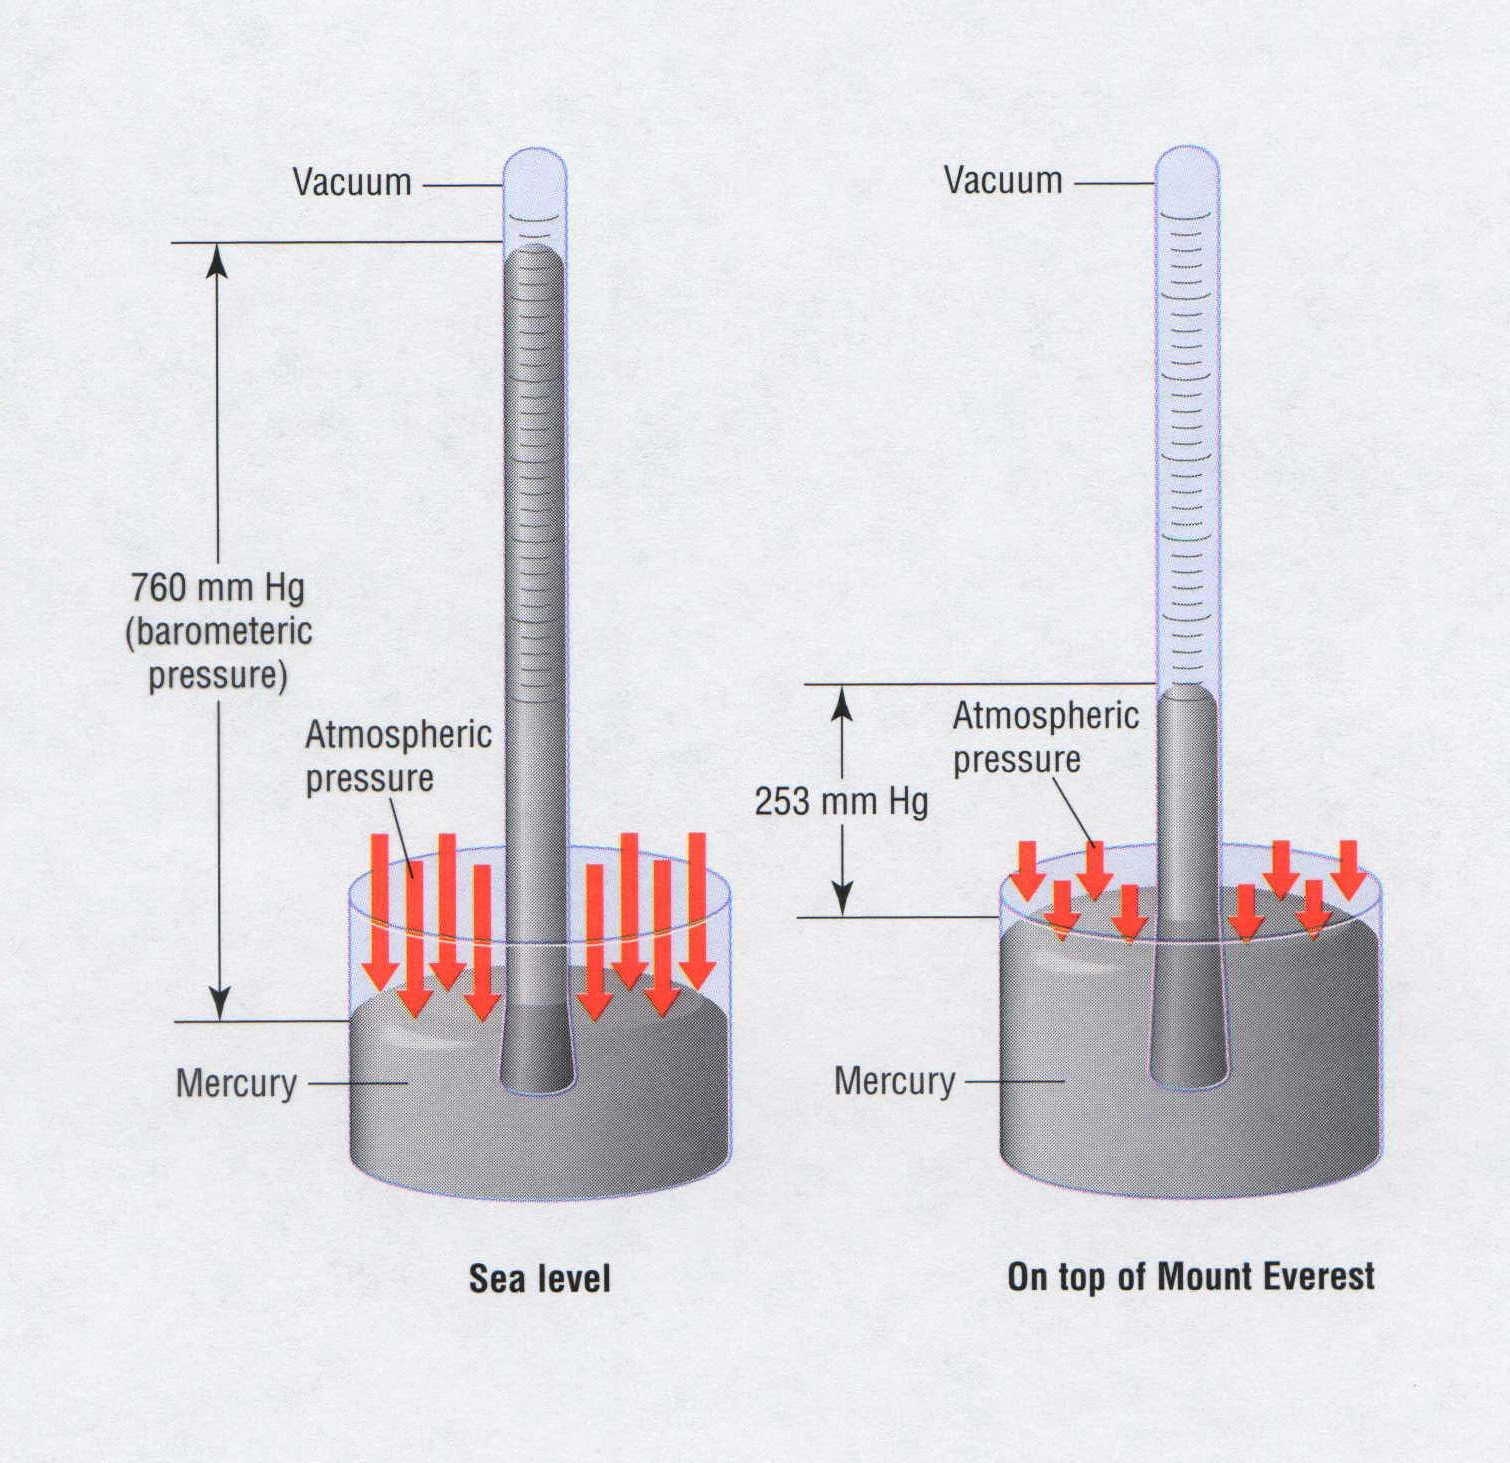 Vacuum
760 mm Hg
(barometeric
pressure)
Atmospheric
pressure
Mercury
Sea level
Vacuum
Atmospheric
pressure
253 mm Hg
Mercury
On top of Mount Everest